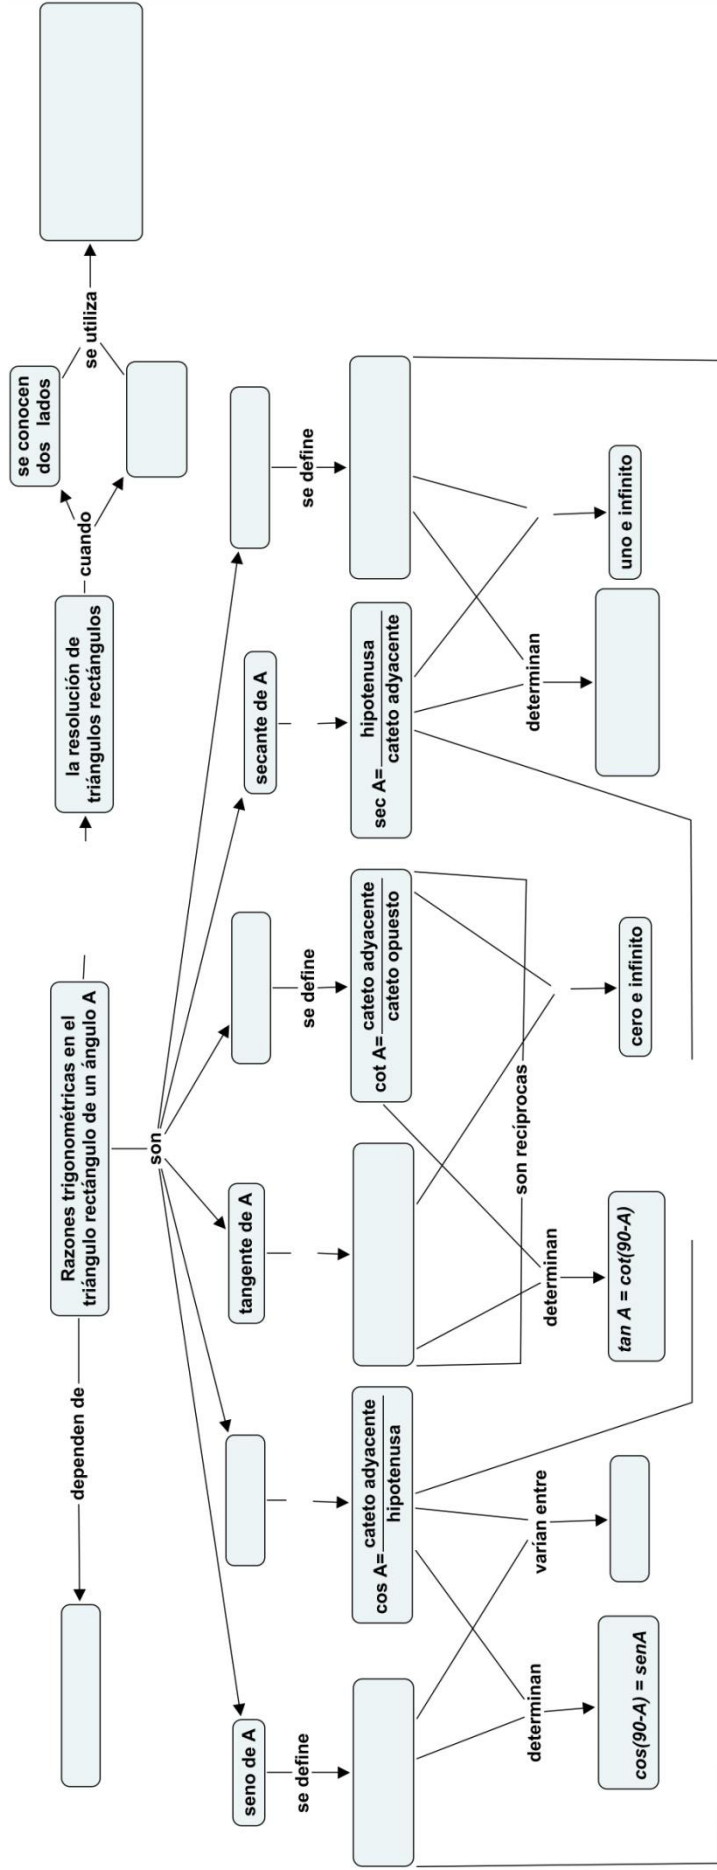 Razones trigonométricas en el
triángulo rectángulo de un ángulo A
dependen de
la resolución de
triángulos rectángulos
cuando
se conocen
dos lados
se utiliza
son
seno de A
tangente de A
secante de A
se define
se define
se define
cos A= cateto adyacente
hipotenusa
cot A= cateto adyacente
cateto opuesto
sec A= hipotenusa
cateto adyacente
determinan
varían entre
determinan
son recíprocas
determinan
cos(90-A) = senA
tan A = cot(90-A)
cero e infinito
uno e infinito